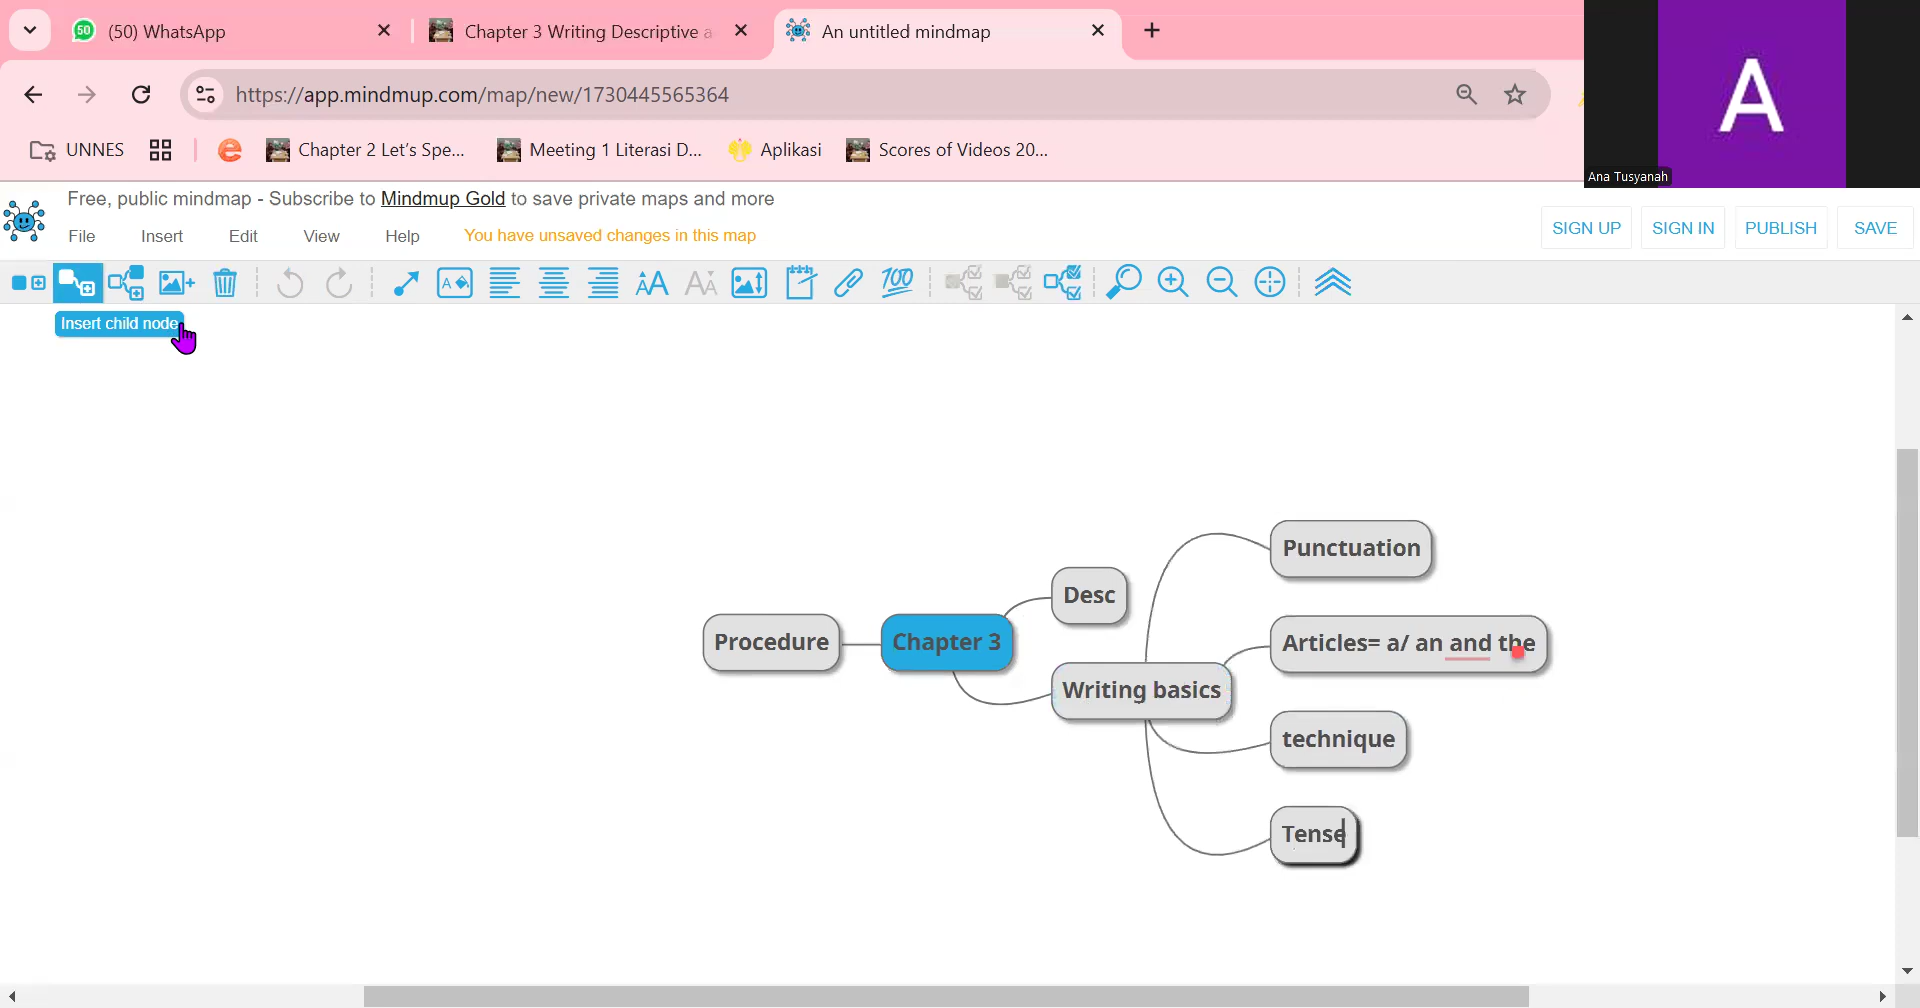 50
(50) WhatsApp
Chapter 3 Writing Descriptive a
An untitled mindmap
https://app.mindmup.com/map/new/1730445565364
UNNES
Chapter 2 Let's Spe...
Meeting 1 Literasi D...
Aplikasi
Scores of Videos 20...
A
Ana Tusyanah
Free, public mindmap - Subscribe to Mindmup Gold to save private maps and more
File Insert Edit View Help You have unsaved changes in this map
SIGN UP SIGN IN PUBLISH SAVE
A AA AA 100
Insert child node
Punctuation
Desc
Procedure
Chapter 3
Articles= a/ an and the
Writing basics
technique
Tense